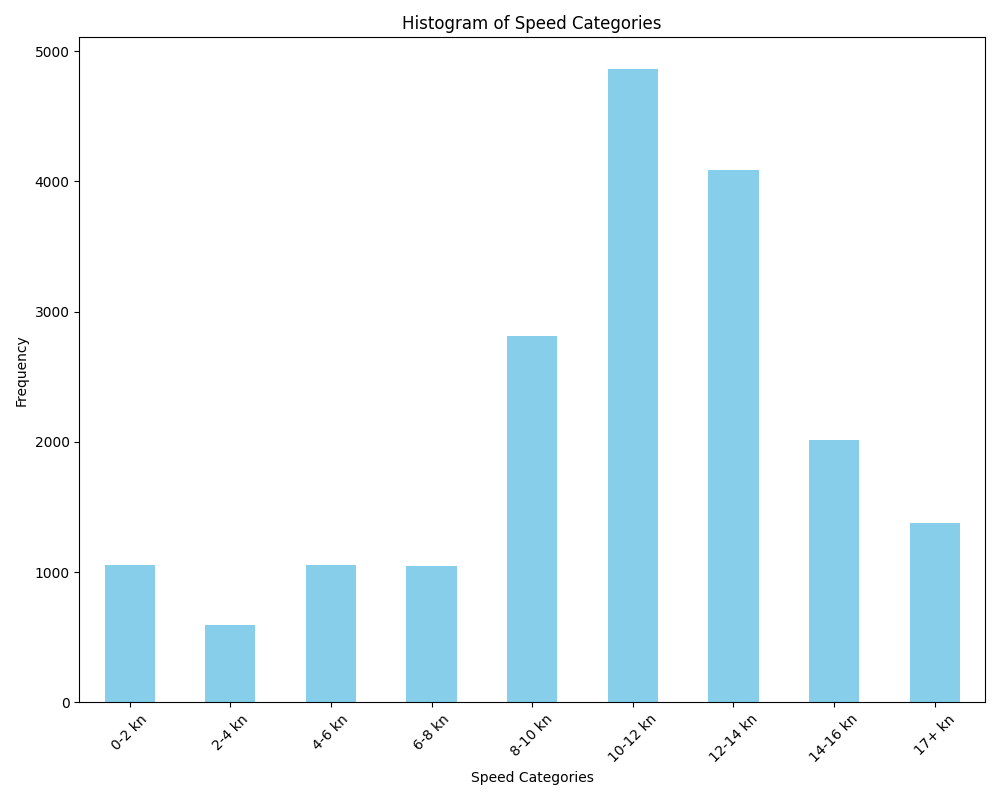 Histogram of Speed Categories
5000
4000
3000
2000
1000
0
Frequency
0-2 kn
2-4 kn
4-6 kn
6-8 kn
8-10 kn
10-12 kn
12-14 kn
14-16 kn
17+ kn
Speed Categories